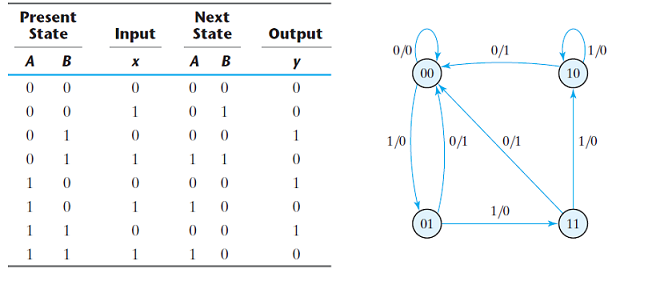 Present Next
State Input State Output
A B x A B y
0 0 0 0 0 0
0 0 1 0 1 0
0 1 0 0 0 1
0 1 1 1 1 0
1 0 0 0 0 1
1 0 1 1 0 0
1 1 0 0 0 1
1 1 1 1 0 0
0/0 0/1 1/0
00 10
1/0 0/1 0/1 1/0
1/0
01 11